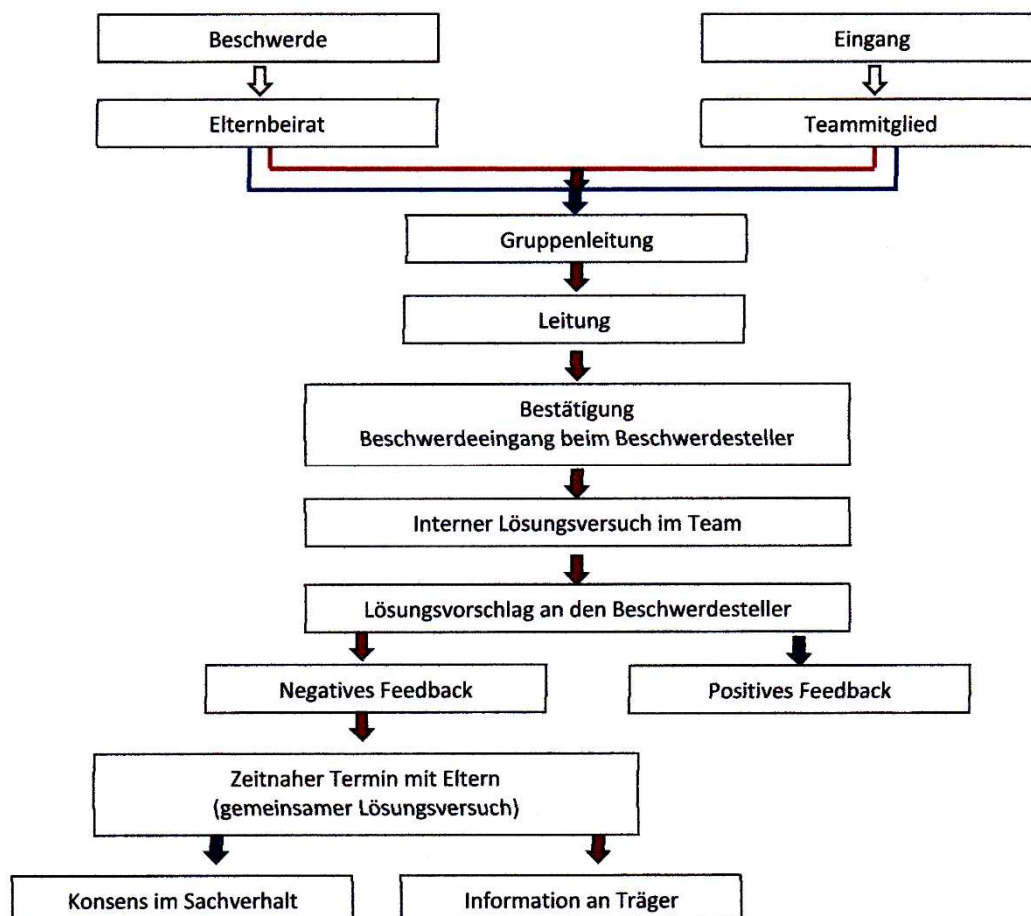 Beschwerde
Eingang
Elternbeirat
Teammitglied
Gruppenleitung
Leitung
Bestätigung
Beschwerdeeingang beim Beschwerdesteller
Interner Lösungsversuch im Team
Lösungsvorschlag an den Beschwerdesteller
Negatives Feedback
Positives Feedback
Zeitnaher Termin mit Eltern
(gemeinsamer Lösungsversuch)
Konsens im Sachverhalt
Information an Träger